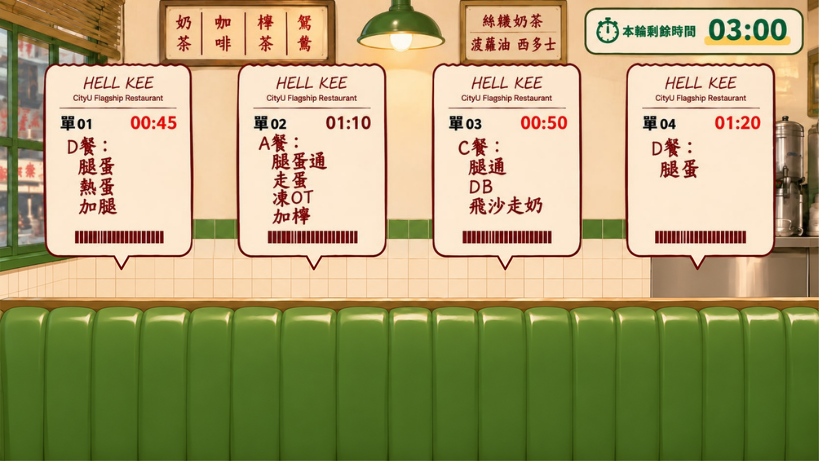 奶茶
咖啡
檸茶
鴛鴦
絲襪奶茶
菠蘿油 西多士
本輪剩餘時間 03:00
HELL KEE
CityU Flagship Restaurant
單01 00:45
D餐：
腿蛋
熱蛋
加腿
HELL KEE
CityU Flagship Restaurant
單02 01:10
A餐：
腿蛋通
走蛋
凍OT
加檸
HELL KEE
CityU Flagship Restaurant
單03 00:50
C餐：
腿通
DB
飛沙走奶
HELL KEE
CityU Flagship Restaurant
單04 01:20
D餐：
腿蛋